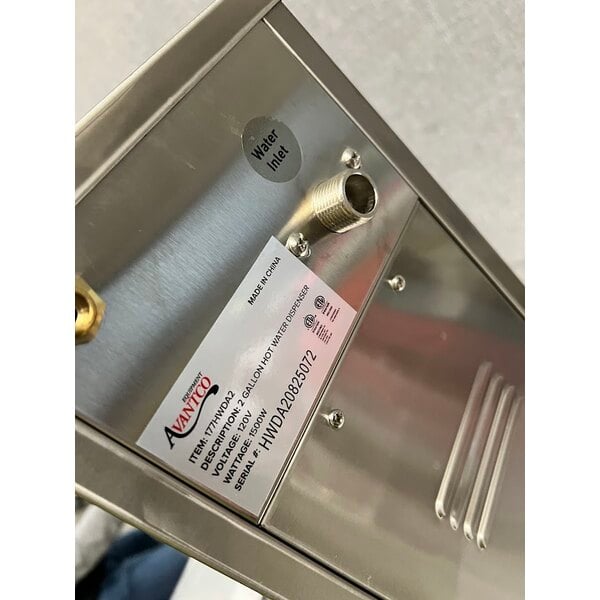 Water
Inlet
MADE IN CHINA
AVANTCO
EQUIPMENT
ITEM: 177HWDA2
DESCRIPTION: 2 GALLON HOT WATER DISPENSER
VOLTAGE: 120V
WATTAGE: 1500W
SERIAL #: HWDA20825072